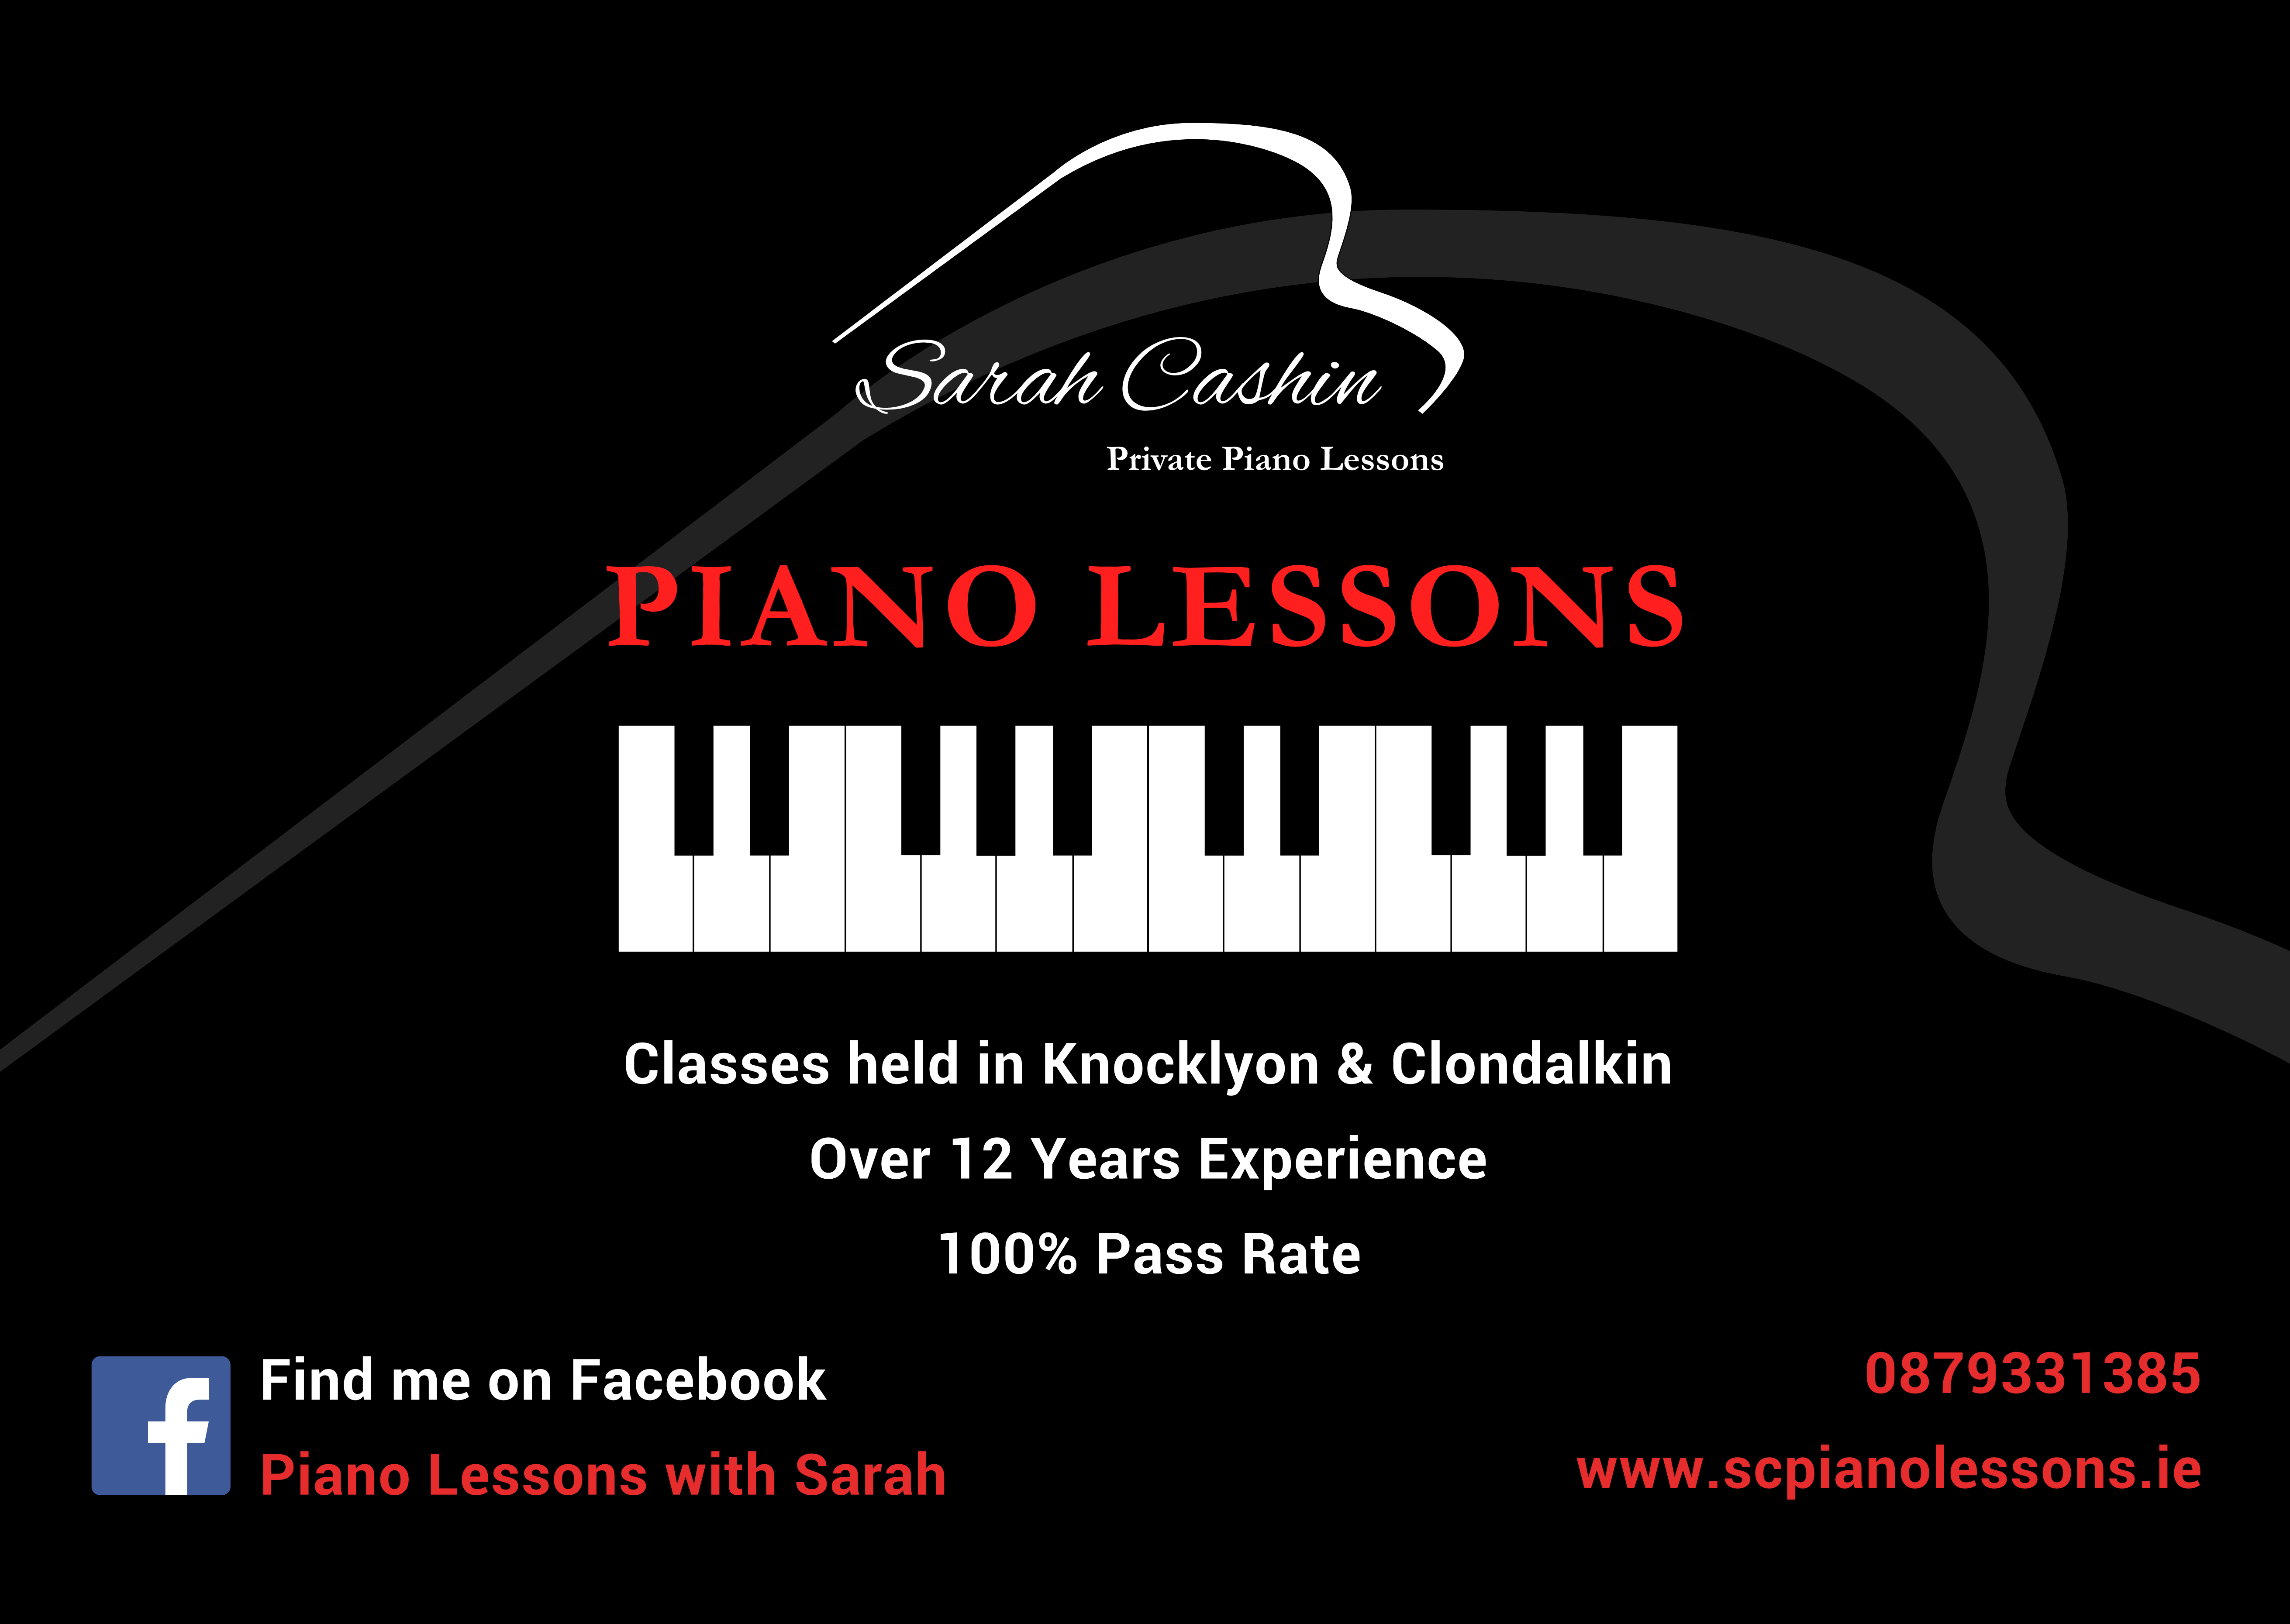 Sarah Cashin
Private Piano Lessons
PIANO LESSONS
Classes held in Knocklyon & Clondalkin
Over 12 Years Experience
100% Pass Rate
Find me on Facebook
Piano Lessons with Sarah
0879331385
www.scpianolessons.ie